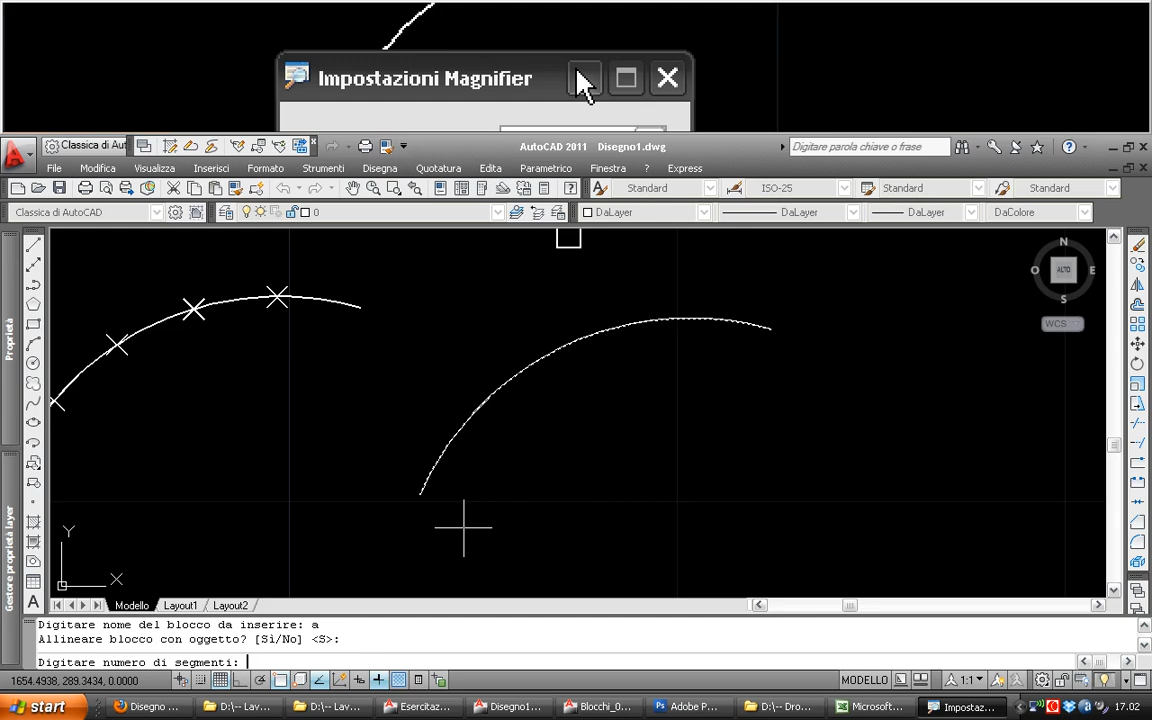 Impostazioni Magnifier
Classica di Aut
AutoCAD 2011 Disegno1.dwg
Digitare parola chiave o frase
File Modifica Visualizza Inserisci Formato Strumenti Disegna Quotatura Edita Parametrico Finestra ? Express
Standard ISO-25 Standard Standard
Classica di AutoCAD 0 DaLayer DaLayer DaLayer DaColore
N
O ALTO E
S
WCS
Proprietà
Gestore proprietà layer
Y
X
A
Modello Layout1 Layout2
Digitare nome del blocco da inserire: a
Allineare blocco con oggetto? [Sì/No] <S>:
Digitare numero di segmenti:
1654.4938, 289.3434, 0.0000
MODELLO
1:1
start
Disegno ...
D:\-- Lav...
D:\-- Lav...
Esercitaz...
Disegno1...
Blocchi_0...
Adobe P...
D:\-- Dro...
Microsoft...
Impostaz...
17.02